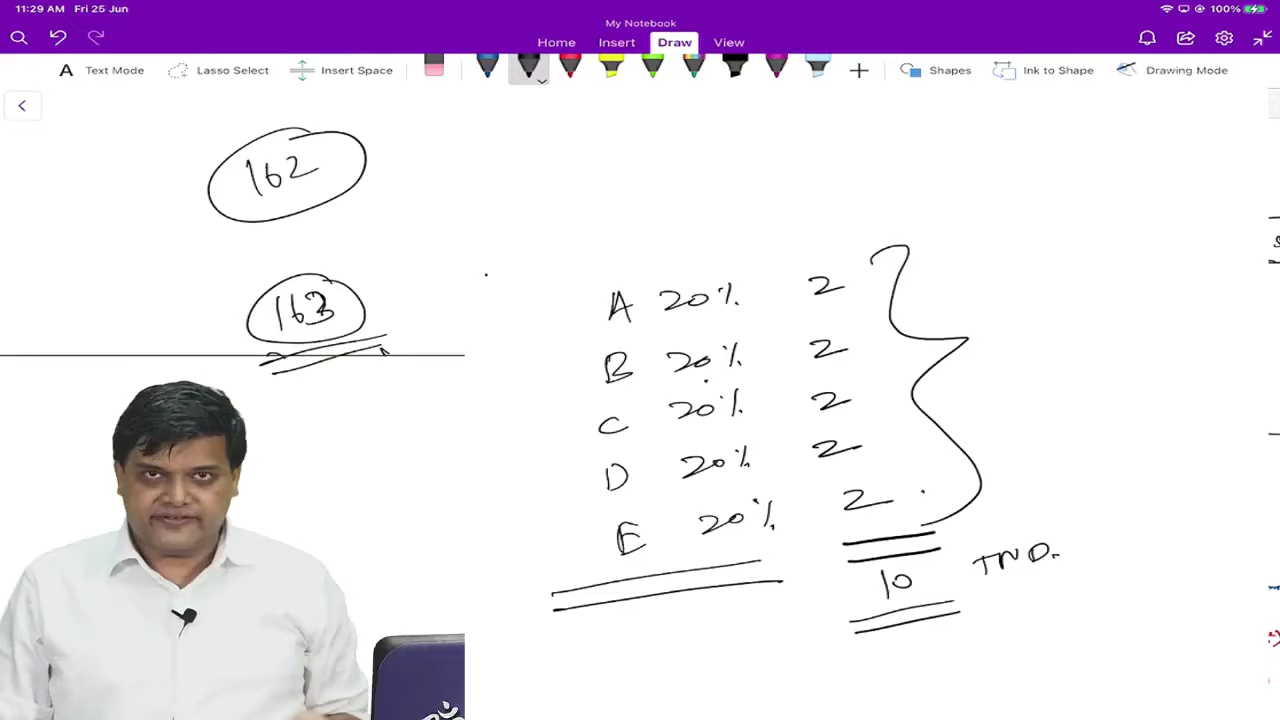 11:29 AM Fri 25 Jun
100%
My Notebook
Home Insert Draw View
Text Mode Lasso Select Insert Space Shapes Ink to Shape Drawing Mode
162
163
A 20% 2
B 20% 2
C 20% 2
D 20% 2
E 20% 2
10 IND.